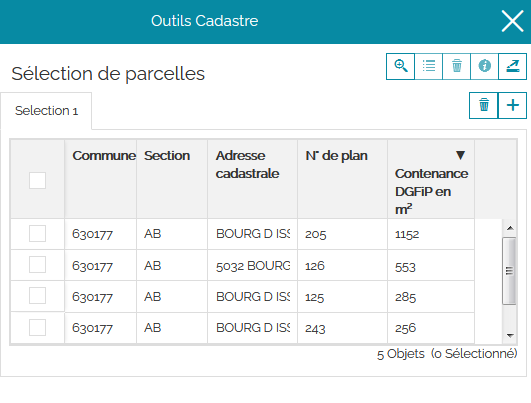 Outils Cadastre
Sélection de parcelles
Selection 1
Commune Section Adresse cadastrale N° de plan ▼ Contenance DGFiP en m²
630177 AB BOURG D ISS 205 1152
630177 AB 5032 BOURG 126 553
630177 AB BOURG D ISS 125 285
630177 AB BOURG D ISS 243 256
5 Objets (0 Sélectionné)